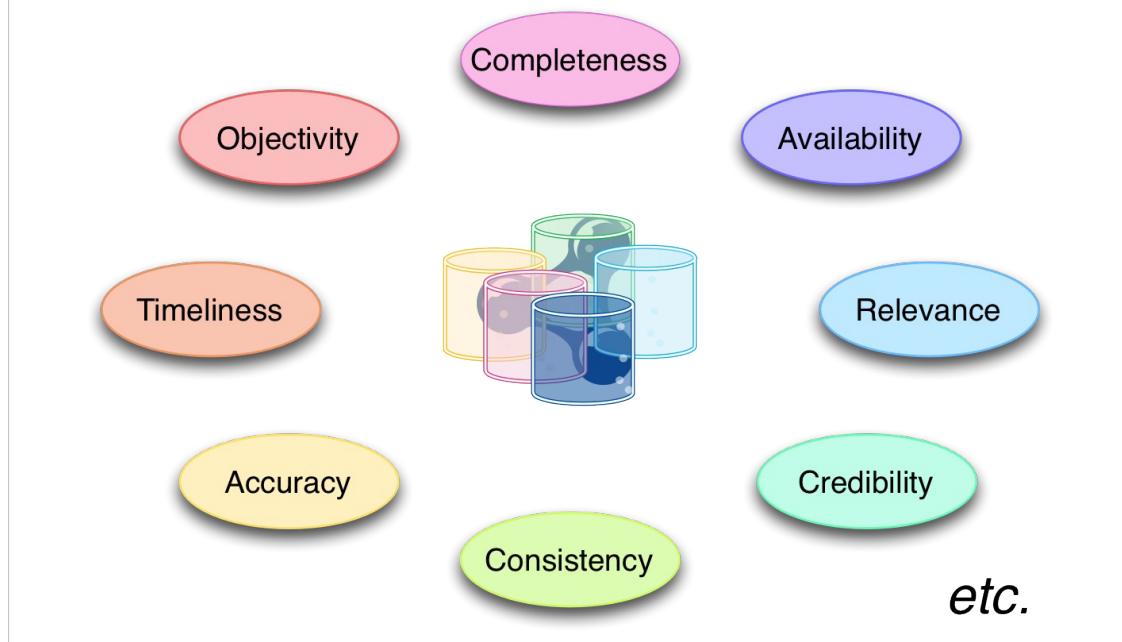 Completeness
Objectivity
Availability
Timeliness
Relevance
Accuracy
Credibility
Consistency
etc.